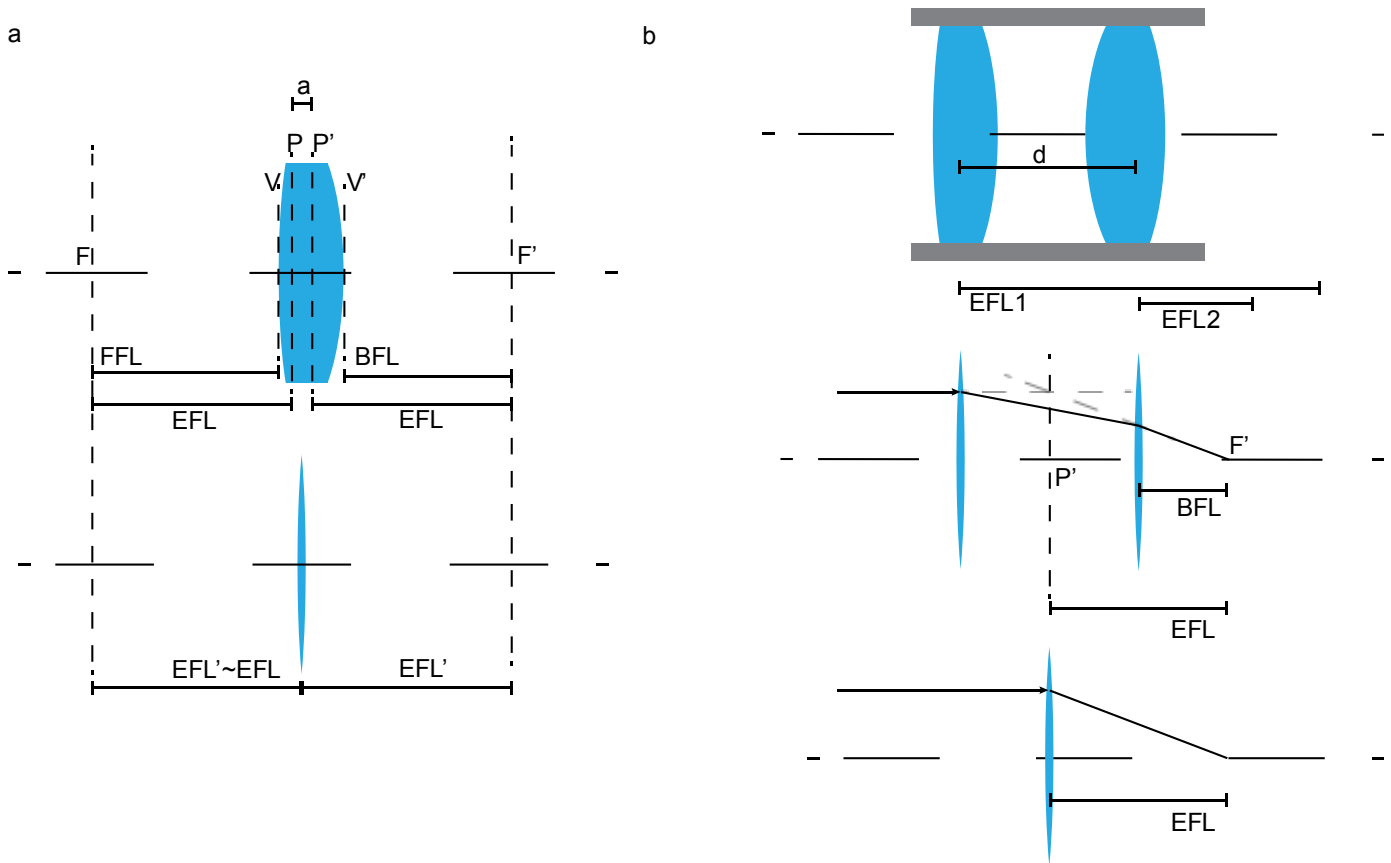 a
a
P P’
V V’
F F’
FFL BFL
EFL EFL
EFL’~EFL EFL’
b
d
EFL1
EFL2
F’
P’
BFL
EFL
EFL